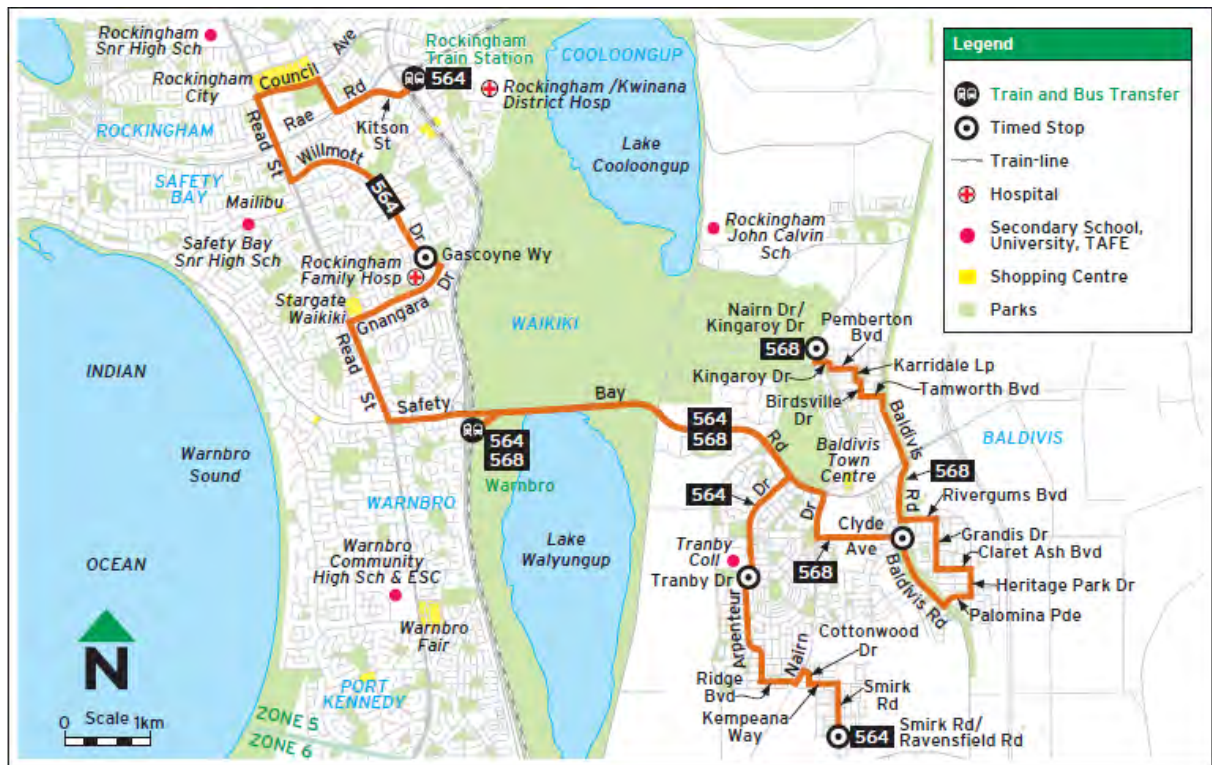 Rockingham
Snr High Sch
Ave
Rockingham
Train Station
564
COOLOONGUP
Rockingham
City
Council
Rd
Rockingham /Kwinana
District Hosp
ROCKINGHAM
Read St
Rae
Kitson
St
Lake
Cooloongup
Willmott
564
Dr
SAFETY
BAY
Mailibu
Safety Bay
Snr High Sch
Rockingham
Family Hosp
Gascoyne Wy
Rockingham
John Calvin
Sch
Stargate
Waikiki
Gnangara
Dr
WAIKIKI
Nairn Dr/
Kingaroy Dr
568
Pemberton
Bvd
Kingaroy Dr
Karridale Lp
Birdsville
Dr
Tamworth Bvd
INDIAN
Read
St
Safety
Bay
Rd
564
568
564
568
Warnbro
Baldivis
Rd
Baldivis
Town
Centre
BALDIVIS
568
Warnbro
Sound
WARNBRO
564
Dr
Dr
Clyde
Ave
568
Rivergums Bvd
Grandis Dr
Claret Ash Bvd
Heritage Park Dr
Palomina Pde
Baldivis Rd
OCEAN
Warnbro
Community
High Sch & ESC
Lake
Walyungup
Tranby
Coll
Tranby Dr
Arpenteur
Warnbro
Fair
Nairn
Cottonwood
Dr
Ridge
Bvd
Kempeana
Way
Smirk
Rd
564
Smirk Rd/
Ravensfield Rd
PORT
KENNEDY
N
0 Scale 1km
ZONE 5
ZONE 6
Legend
Train and Bus Transfer
Timed Stop
Train-line
Hospital
Secondary School,
University, TAFE
Shopping Centre
Parks